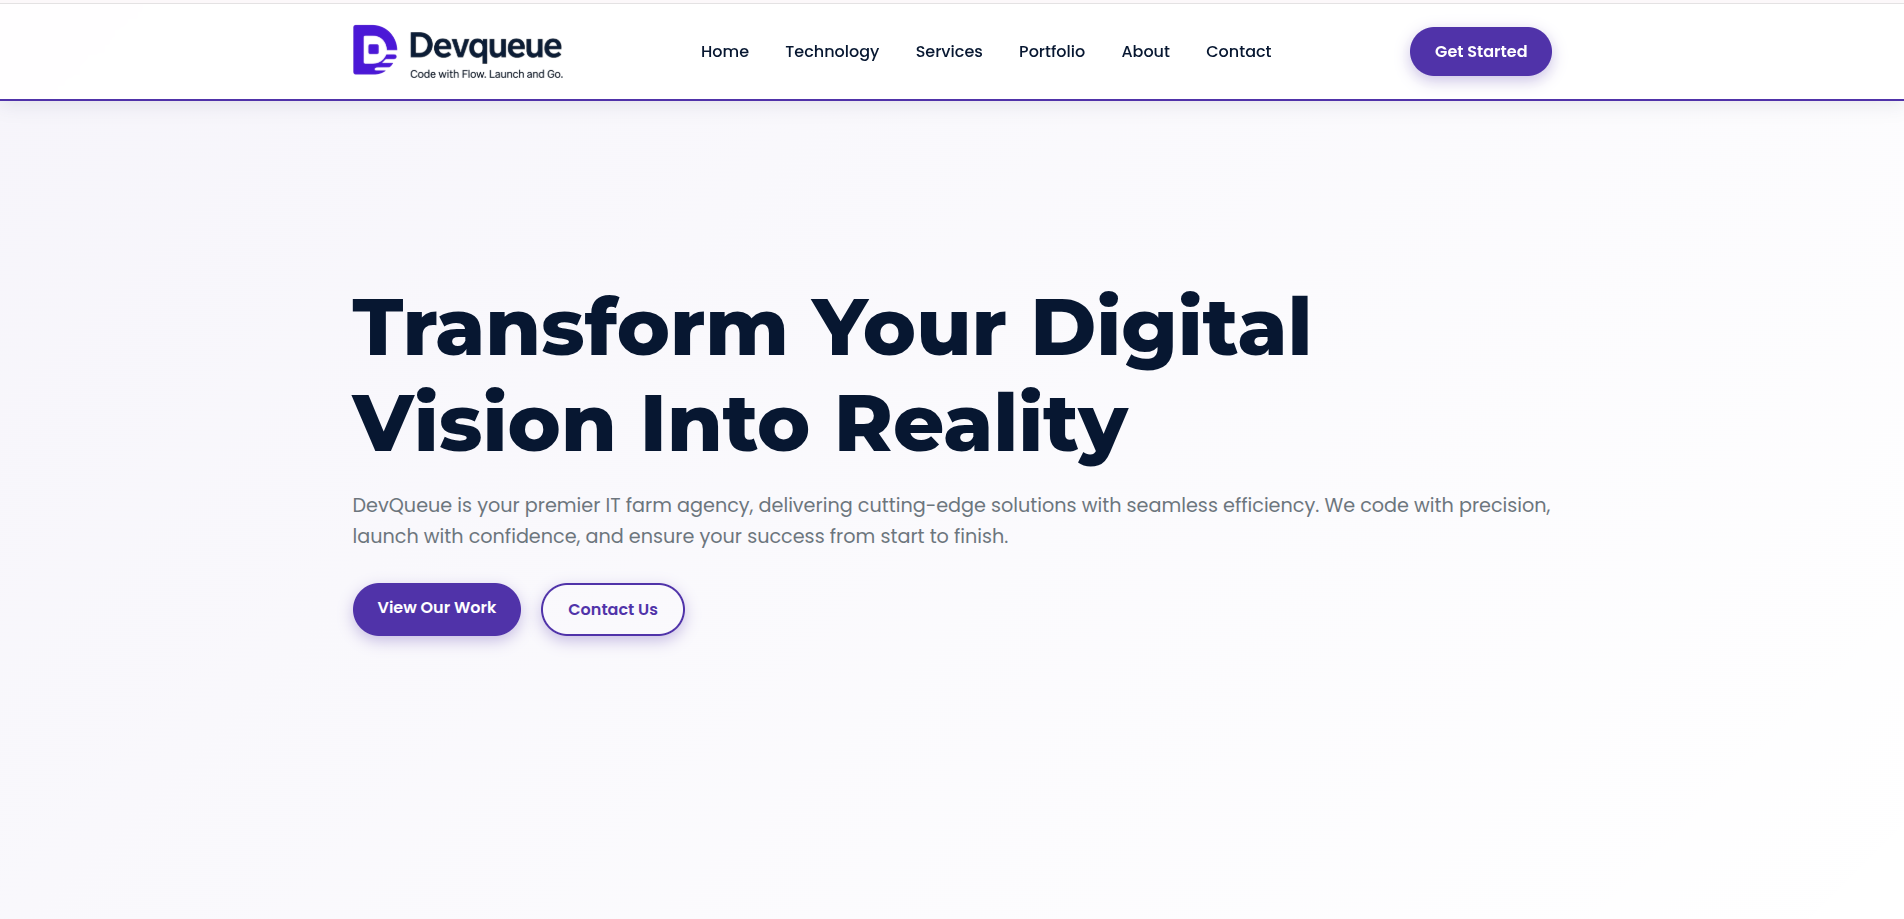 Devqueue
Code with Flow. Launch and Go.
Home
Technology
Services
Portfolio
About
Contact
Get Started
Transform Your Digital
Vision Into Reality
DevQueue is your premier IT farm agency, delivering cutting-edge solutions with seamless efficiency. We code with precision,
launch with confidence, and ensure your success from start to finish.
View Our Work
Contact Us